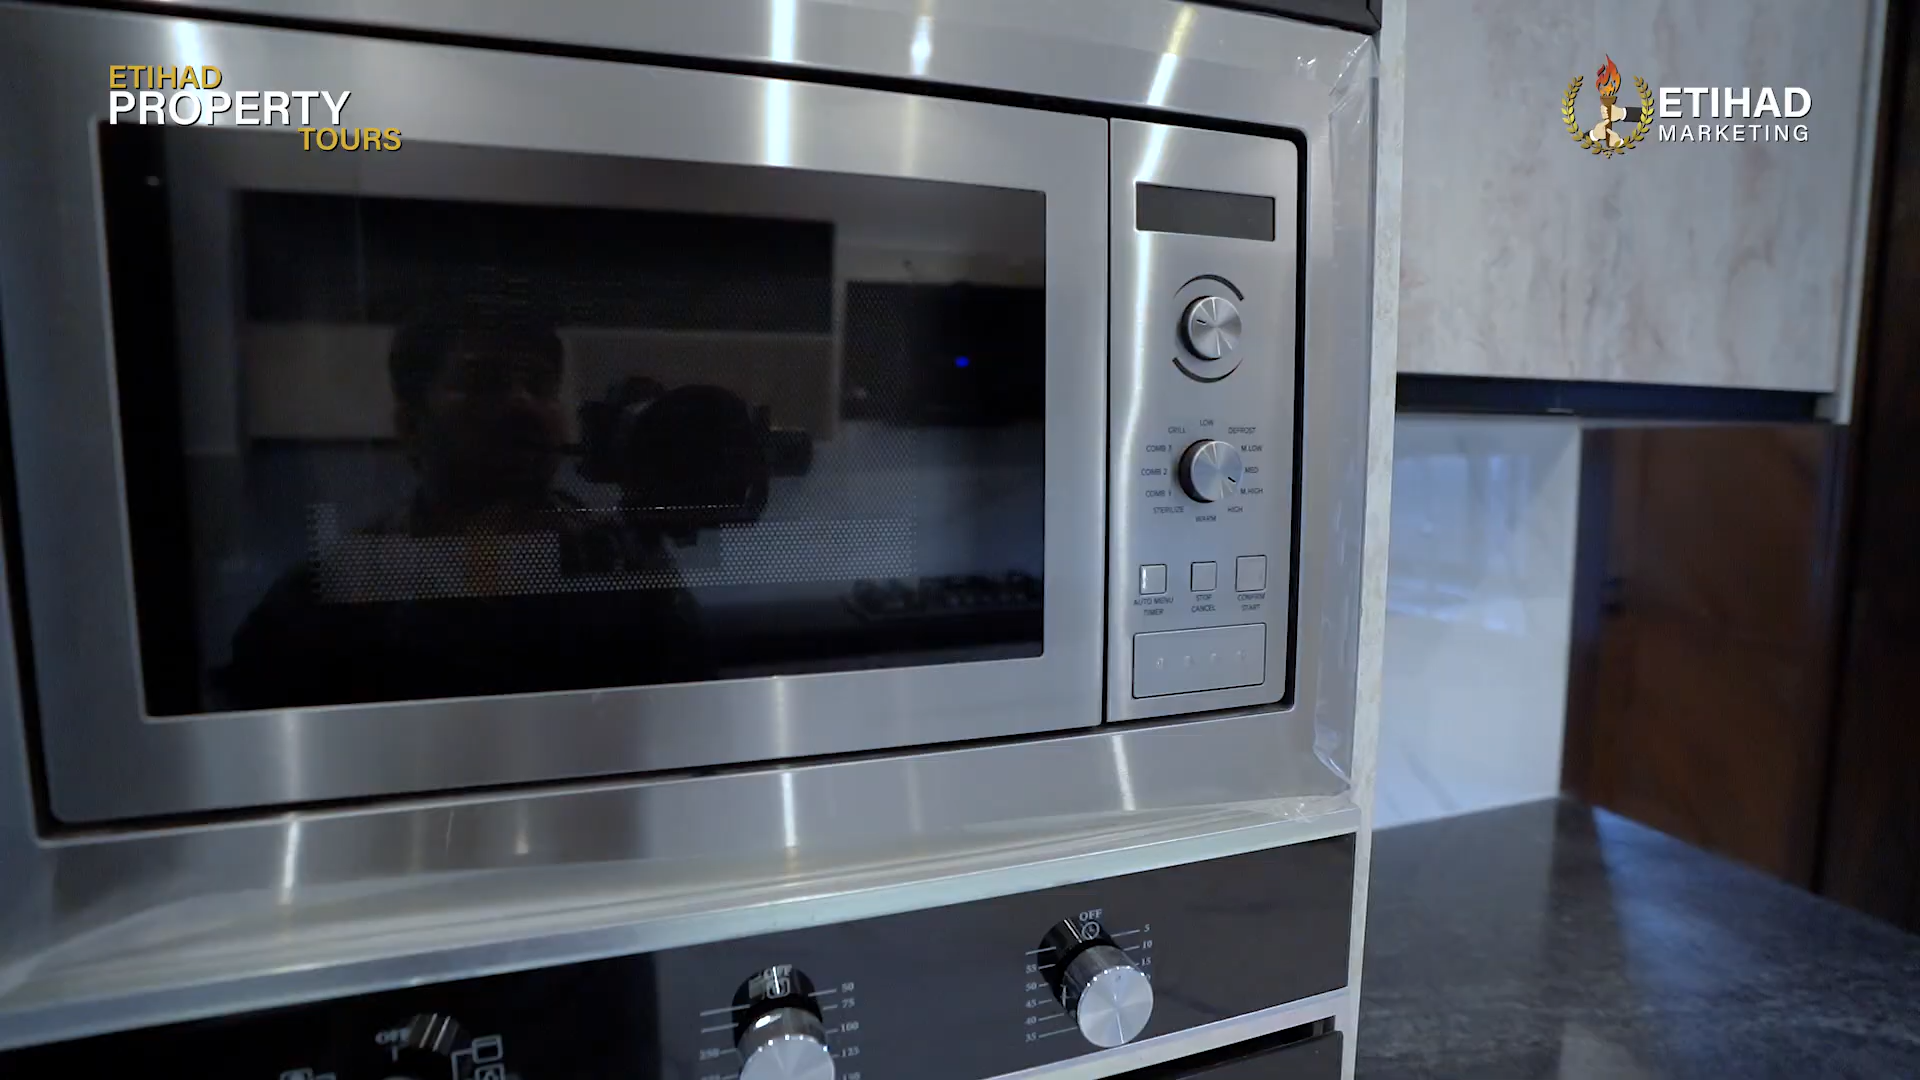 ETIHAD
PROPERTY
TOURS
ETIHAD
MARKETING
LOW
GRILL
DEFROST
COMB 3
M.LOW
COMB 2
MED
COMB 1
M.HIGH
STERILIZE
HIGH
WARM
AUTO MENU
TIMER
STOP
CANCEL
CONFIRM
START
OFF
5
10
15
55
50
45
40
35
OFF
50
75
100
125
250
OFF